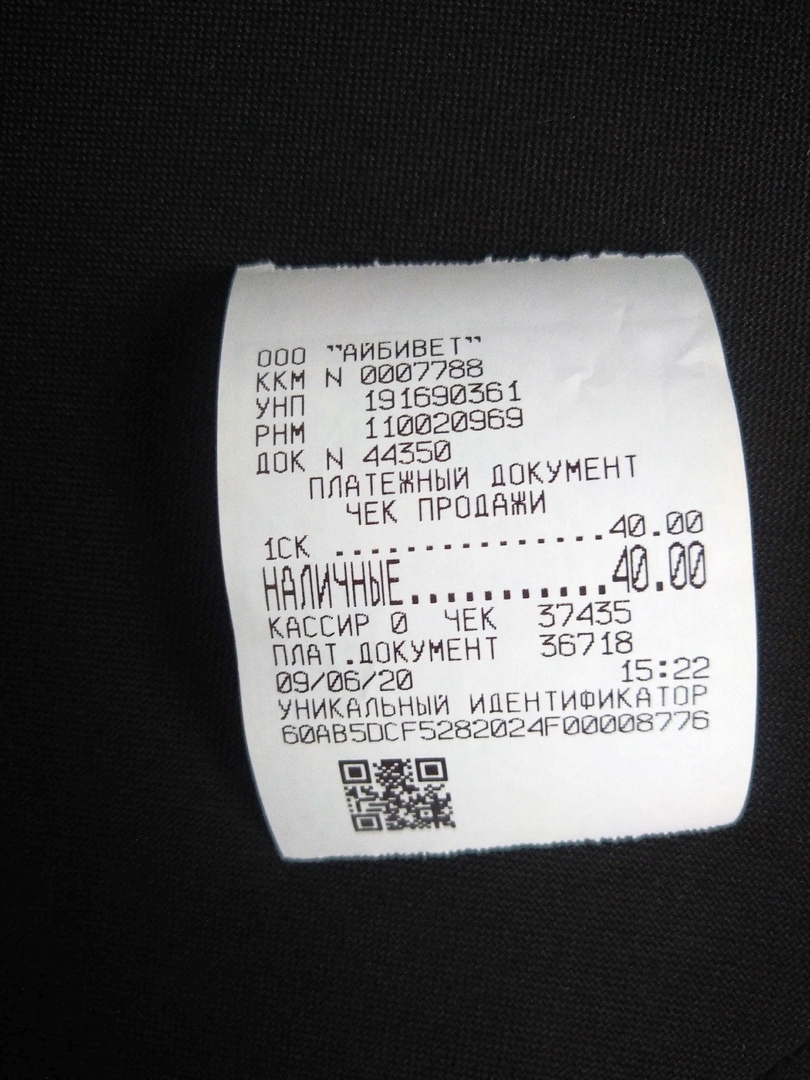 ООО "АЙБИВЕТ"
ККМ N 0007788
УНП 191690361
РНМ 110020969
ДОК N 44350
ПЛАТЕЖНЫЙ ДОКУМЕНТ
ЧЕК ПРОДАЖИ
1СК ...............40.00
НАЛИЧНЫЕ...........40.00
КАССИР 0 ЧЕК 37435
ПЛАТ.ДОКУМЕНТ 36718
09/06/20 15:22
УНИКАЛЬНЫЙ ИДЕНТИФИКАТОР
60AB5DCF5282024F00008776